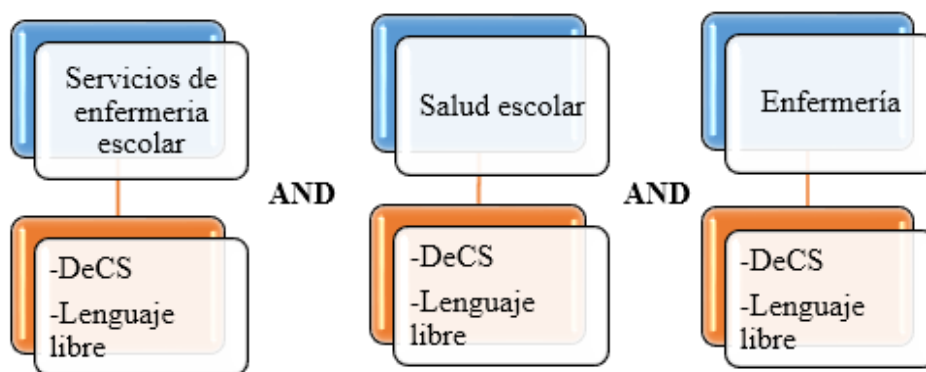 Servicios de
enfermeria
escolar
AND
Salud escolar
AND
Enfermería
-DeCS
-Lenguaje
libre
-DeCS
-Lenguaje
libre
-DeCS
-Lenguaje
libre